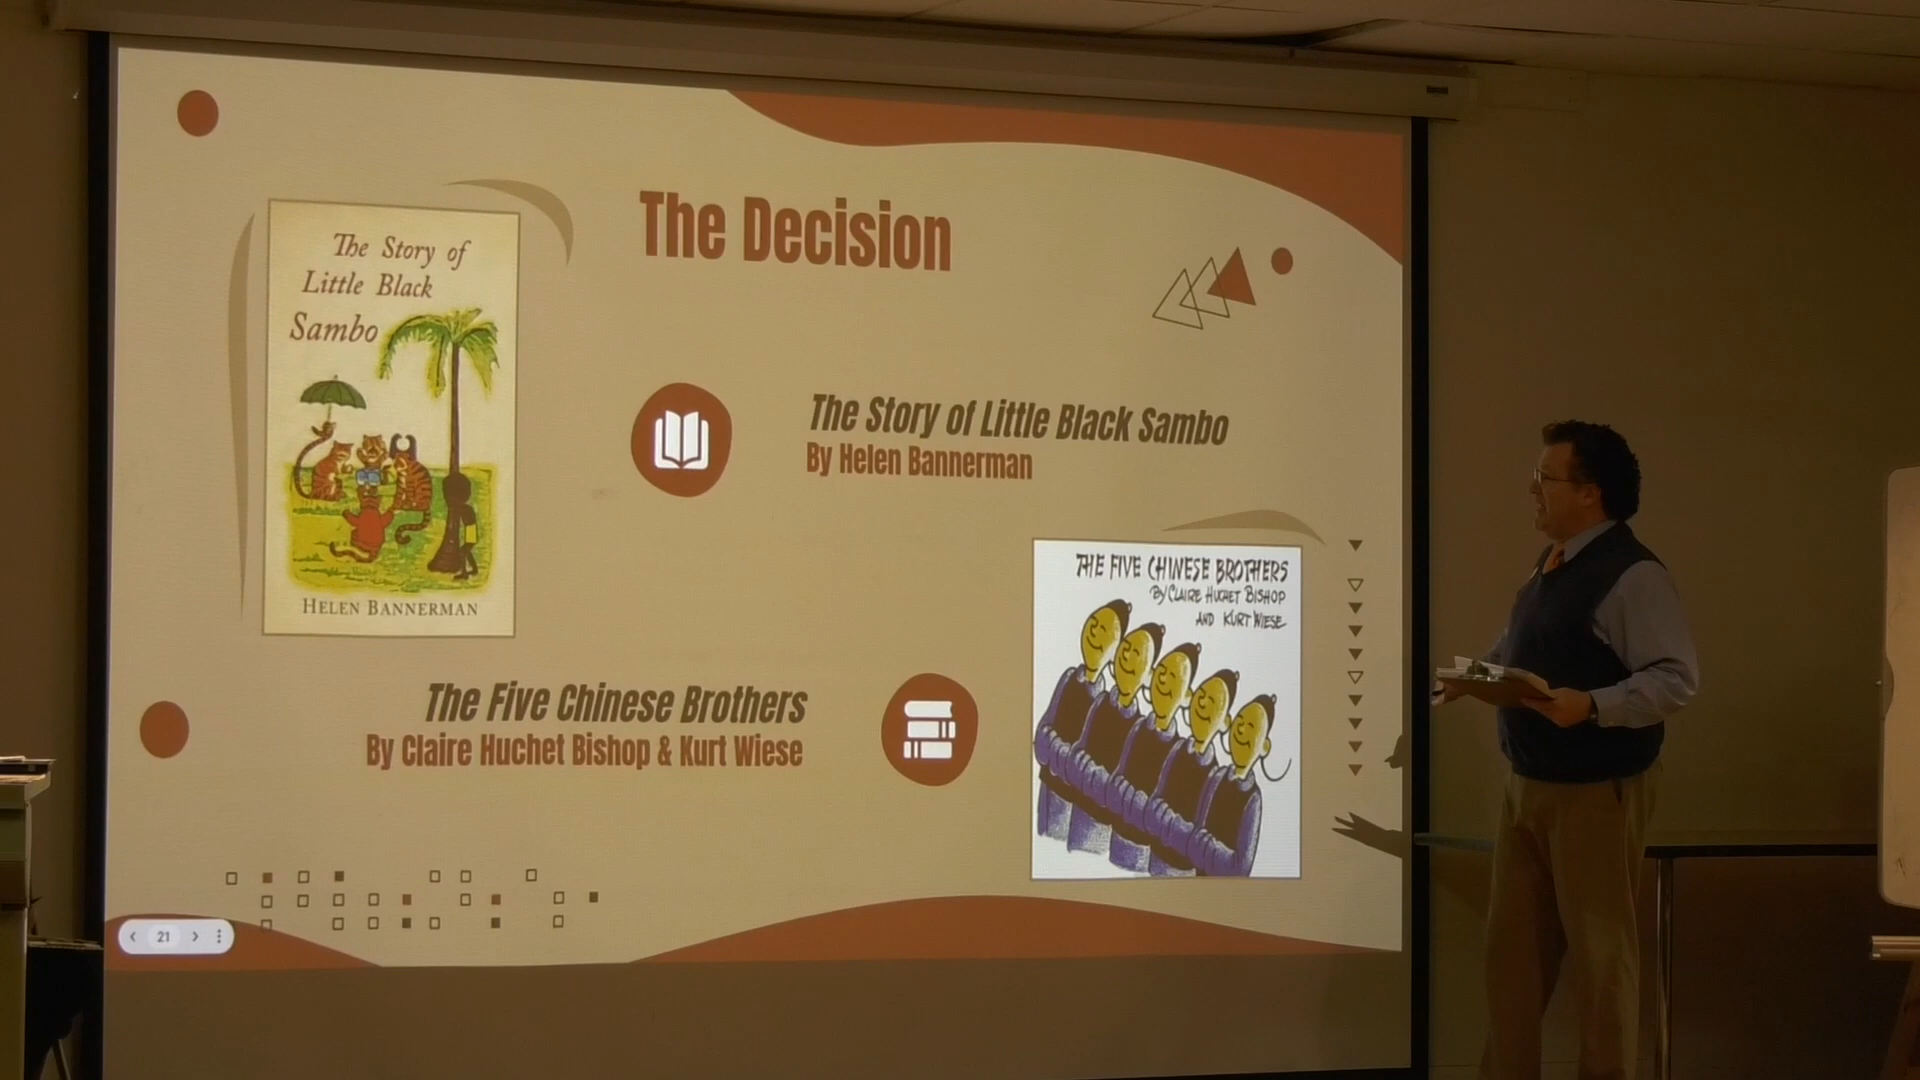 The Decision
The Story of
Little Black
Sambo
HELEN BANNERMAN
The Story of Little Black Sambo
By Helen Bannerman
THE FIVE CHINESE BROTHERS
BY CLAIRE HUCHET BISHOP
AND KURT WIESE
The Five Chinese Brothers
By Claire Huchet Bishop & Kurt Wiese
21